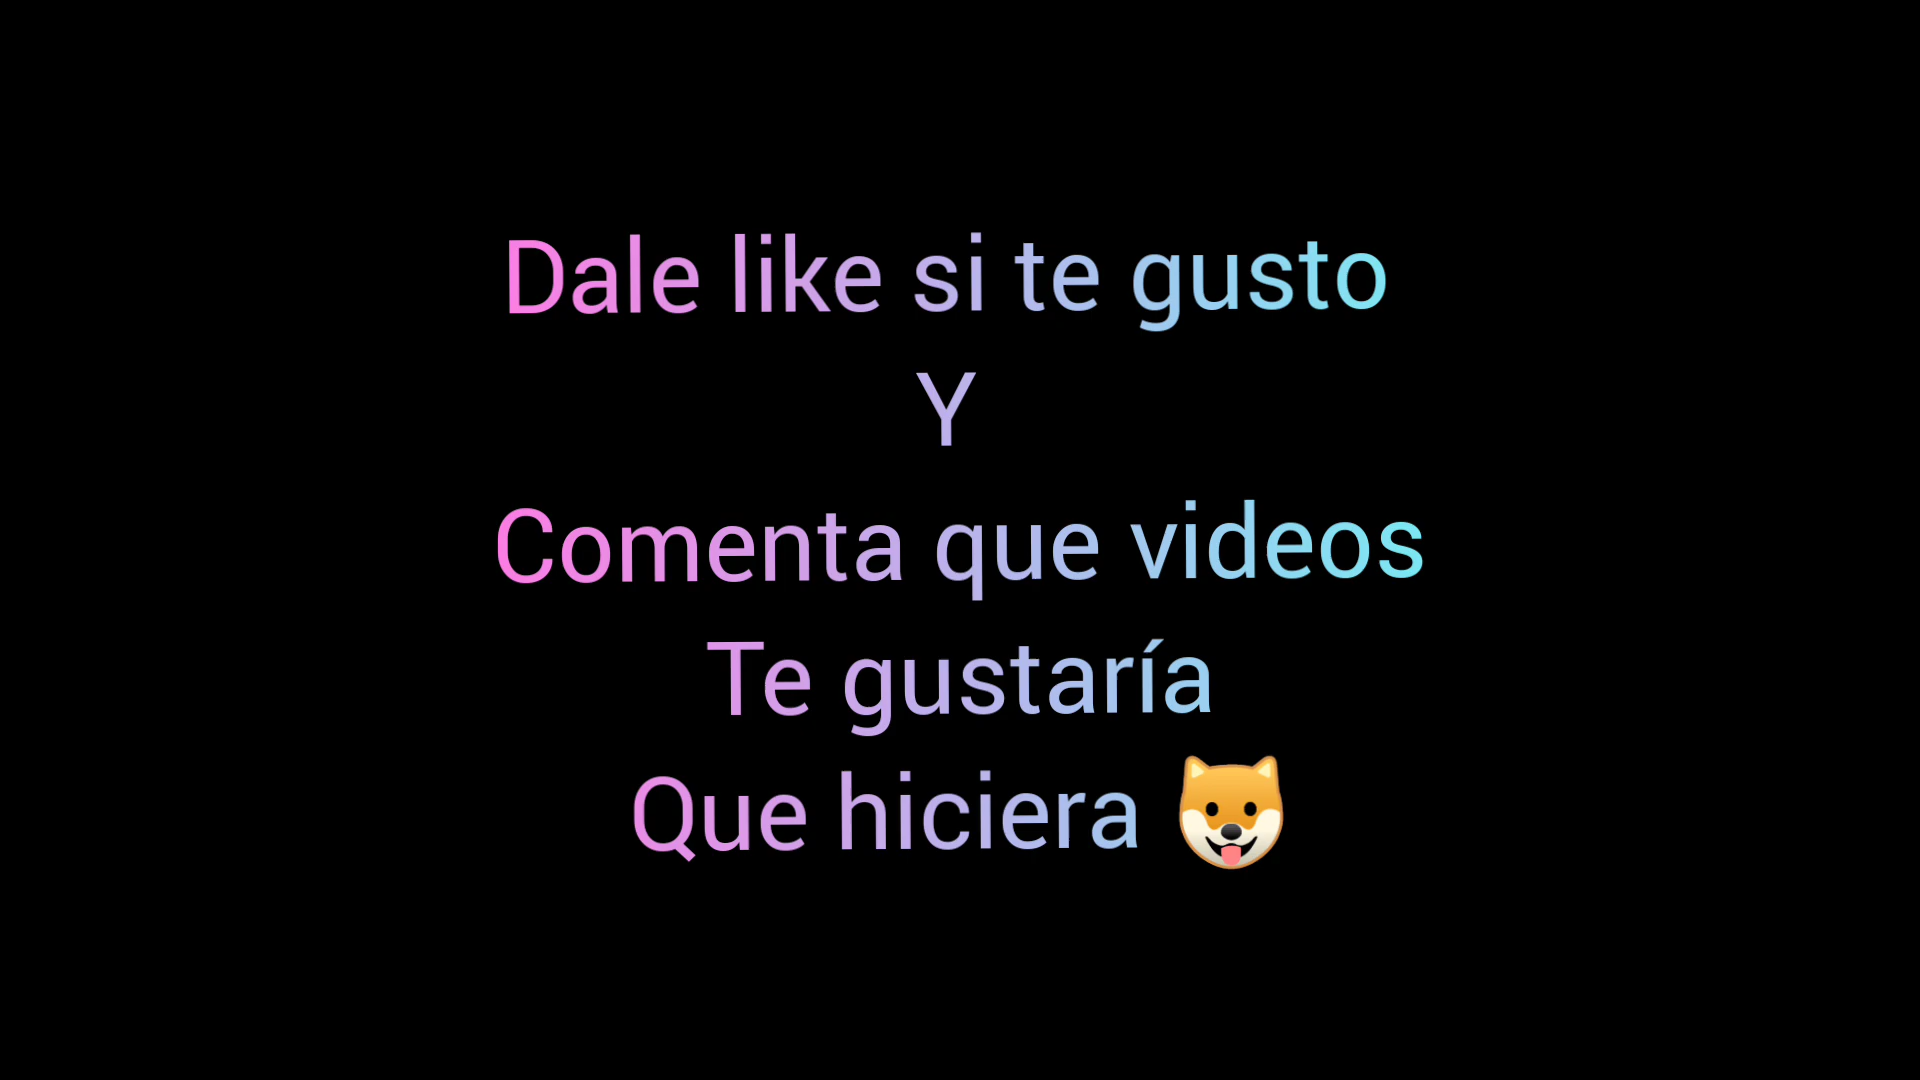 Dale like si te gusto
Y
Comenta que videos
Te gustaría
Que hiciera 🐶